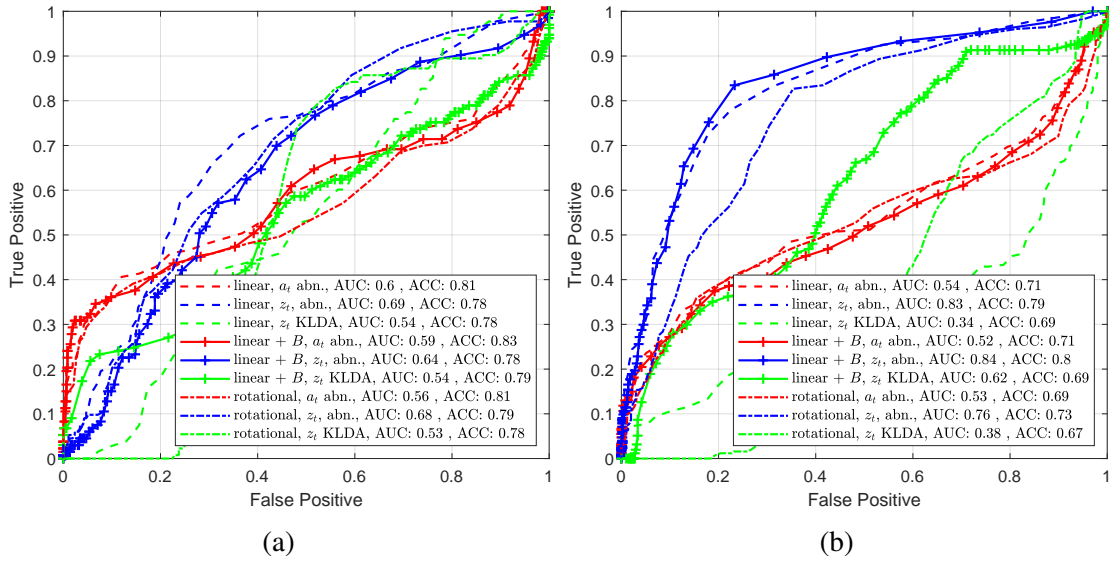 1
0.9
0.8
0.7
0.6
0.5
0.4
0.3
0.2
0.1
0
True Positive
linear, a_t abn., AUC: 0.6 , ACC: 0.81
linear, z_t, abn., AUC: 0.69 , ACC: 0.78
linear, z_t KLDA, AUC: 0.54 , ACC: 0.78
linear + B, a_t abn., AUC: 0.59 , ACC: 0.83
linear + B, z_t, abn., AUC: 0.64 , ACC: 0.78
linear + B, z_t KLDA, AUC: 0.54 , ACC: 0.79
rotational, a_t abn., AUC: 0.56 , ACC: 0.81
rotational, z_t, abn., AUC: 0.68 , ACC: 0.79
rotational, z_t KLDA, AUC: 0.53 , ACC: 0.78
0 0.2 0.4 0.6 0.8 1
False Positive
(a)
1
0.9
0.8
0.7
0.6
0.5
0.4
0.3
0.2
0.1
0
True Positive
linear, a_t abn., AUC: 0.54 , ACC: 0.71
linear, z_t, abn., AUC: 0.83 , ACC: 0.79
linear, z_t KLDA, AUC: 0.34 , ACC: 0.69
linear + B, a_t abn., AUC: 0.52 , ACC: 0.71
linear + B, z_t, abn., AUC: 0.84 , ACC: 0.8
linear + B, z_t KLDA, AUC: 0.62 , ACC: 0.69
rotational, a_t abn., AUC: 0.53 , ACC: 0.69
rotational, z_t, abn., AUC: 0.76 , ACC: 0.73
rotational, z_t KLDA, AUC: 0.38 , ACC: 0.67
0 0.2 0.4 0.6 0.8 1
False Positive
(b)